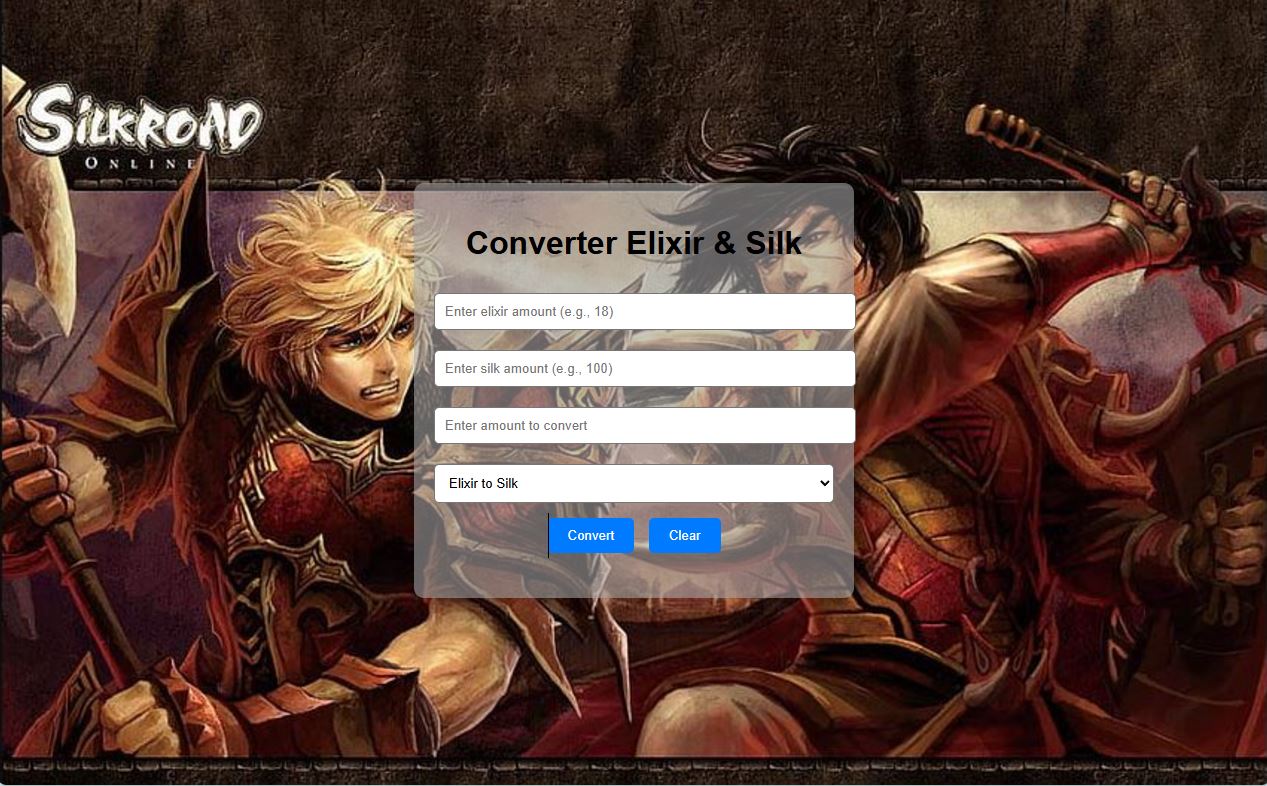 SILKROAD
ONLINE
Converter Elixir & Silk
Enter elixir amount (e.g., 18)
Enter silk amount (e.g., 100)
Enter amount to convert
Elixir to Silk
Convert Clear